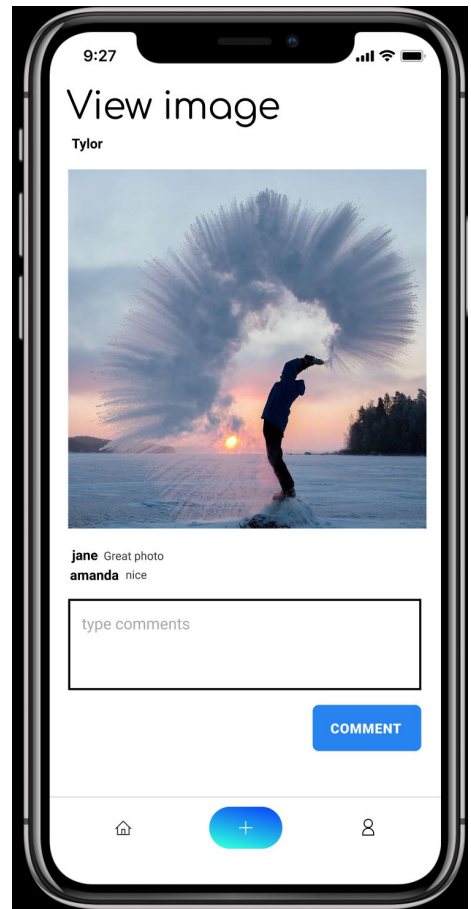 9:27
View image
Tylor
jane Great photo
amanda nice
type comments
COMMENT